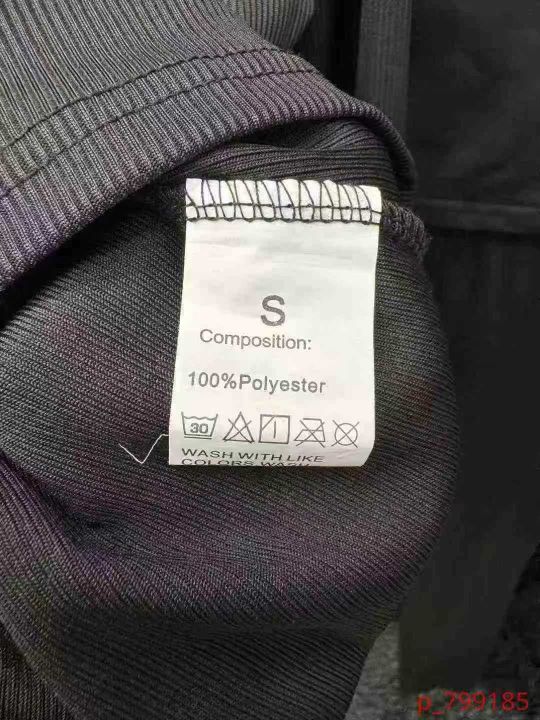 S
Composition:
100%Polyester
30
WASH WITH LIKE
COLORS WASH
p_799185